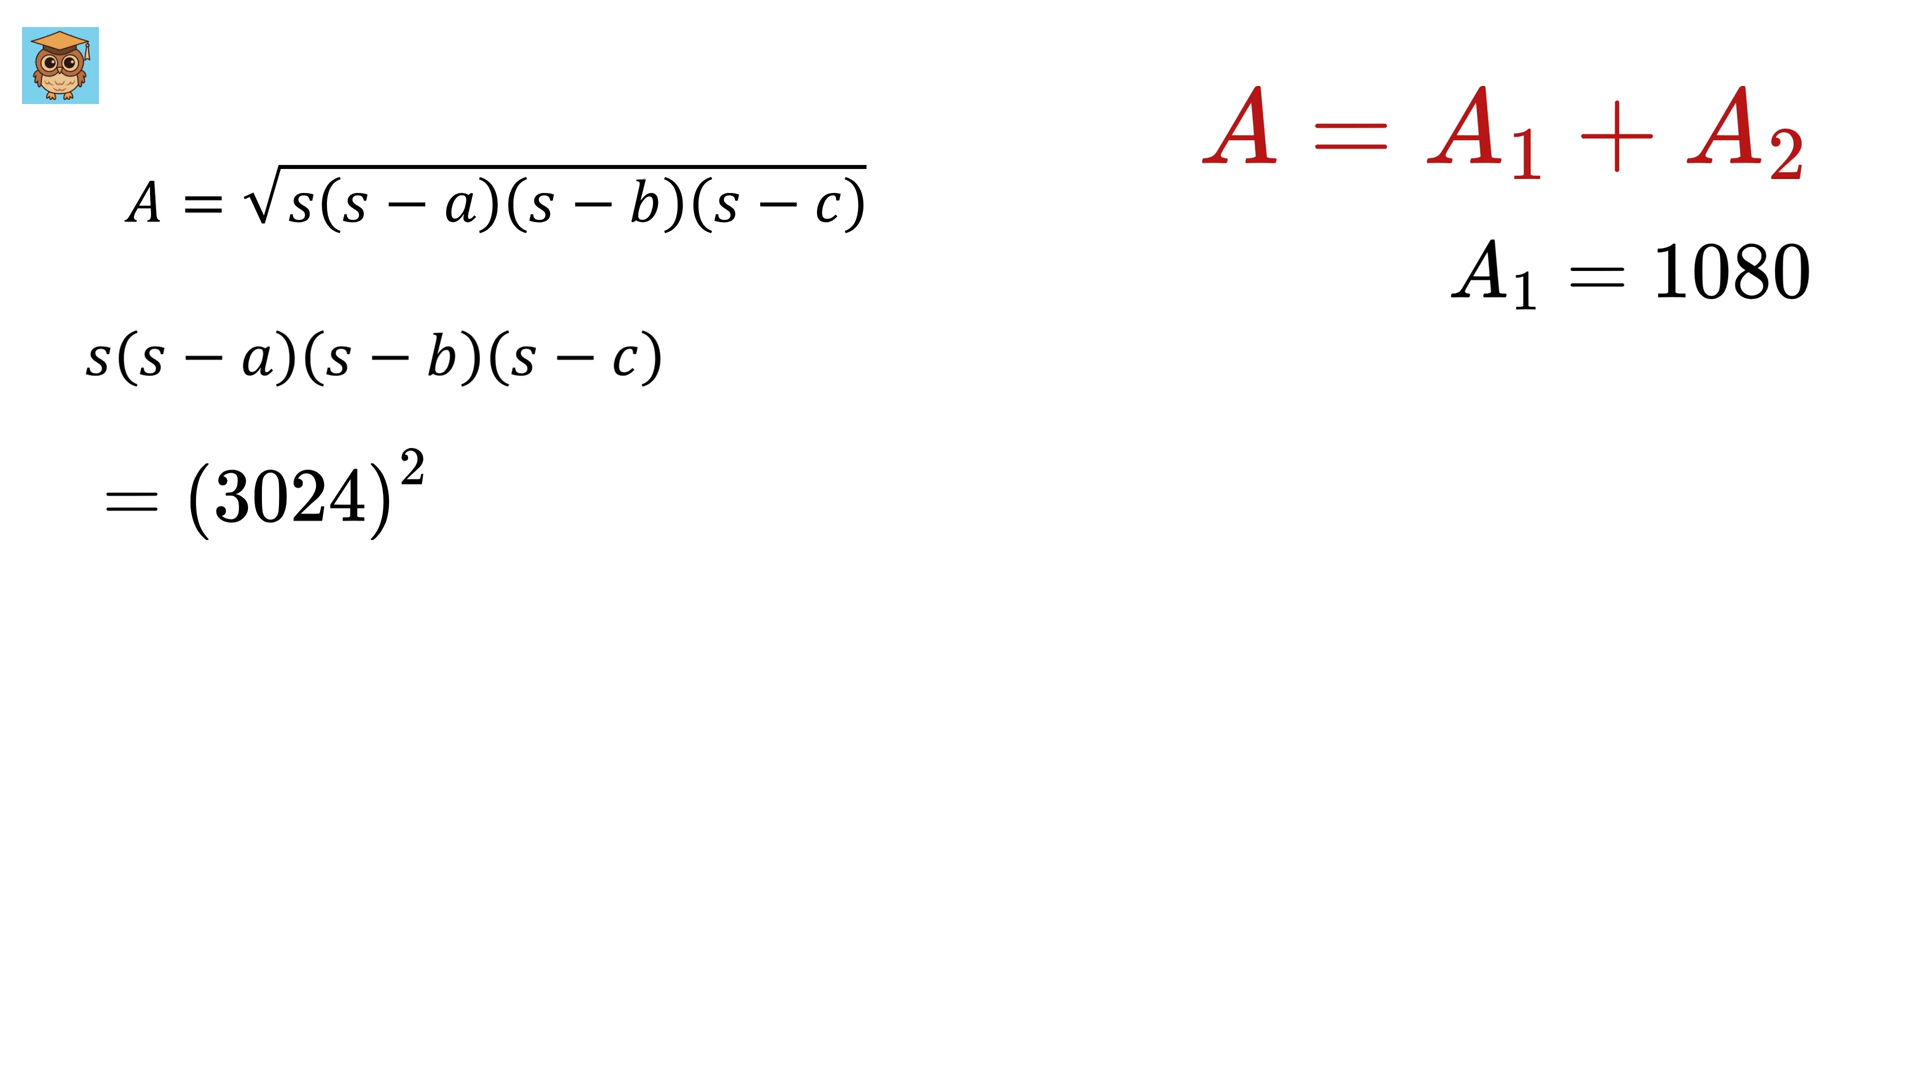 A = √s(s − a)(s − b)(s − c)
s(s − a)(s − b)(s − c)
= (3024)²
A = A₁ + A₂
A₁ = 1080